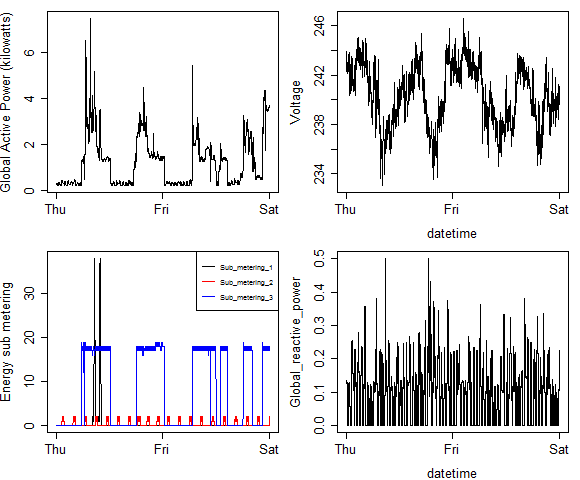 Global Active Power (kilowatts)
0 2 4 6
Thu Fri Sat
Voltage
234 238 242 246
Thu Fri Sat
datetime
Energy sub metering
0 10 20 30
Sub_metering_1
Sub_metering_2
Sub_metering_3
Thu Fri Sat
Global_reactive_power
0.0 0.1 0.2 0.3 0.4 0.5
Thu Fri Sat
datetime